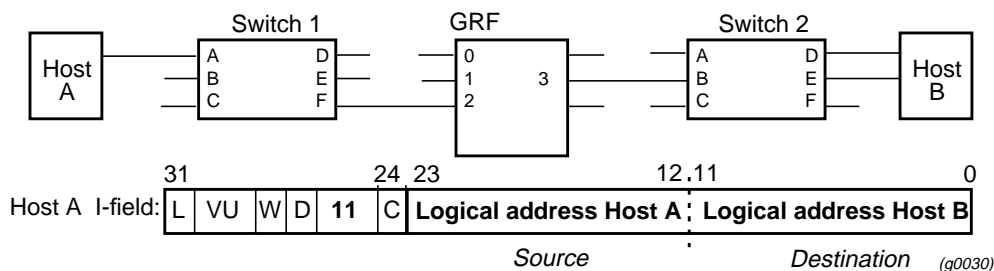 Switch 1
GRF
Switch 2
Host A
A
B
C
D
E
F
0
1
2
3
A
B
C
D
E
F
Host B
31
24
23
12
11
0
Host A I-field:
L
VU
W
D
11
C
Logical address Host A
Logical address Host B
Source
Destination
(g0030)